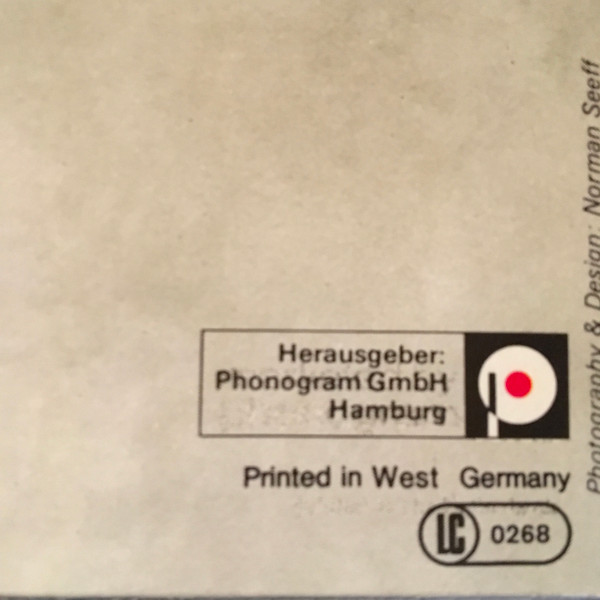 Herausgeber:
Phonogram GmbH
Hamburg
Printed in West Germany
LC 0268
Photography & Design: Norman Seeff